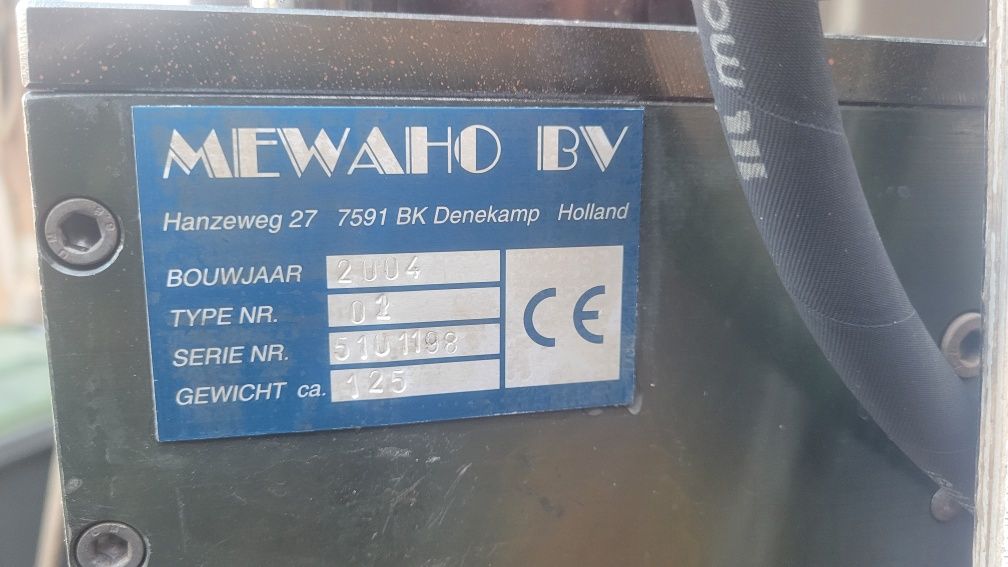 MEWAHO BV
Hanzeweg 27 7591 BK Denekamp Holland
BOUWJAAR 2004
TYPE NR. 02
SERIE NR. 5101198
GEWICHT ca. 125
CE